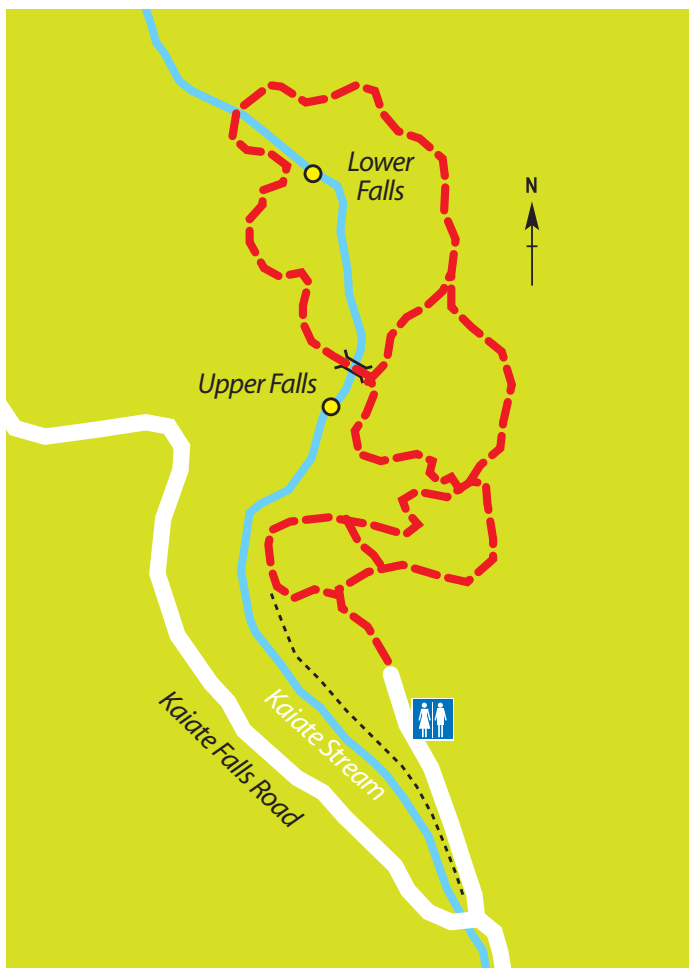 Lower
Falls
N
Upper Falls
Kaiate Falls Road
Kaiate Stream